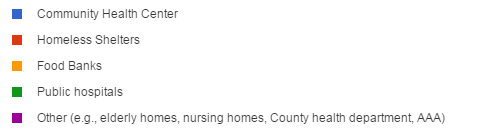 Community Health Center
Homeless Shelters
Food Banks
Public hospitals
Other (e.g., elderly homes, nursing homes, County health department, AAA)